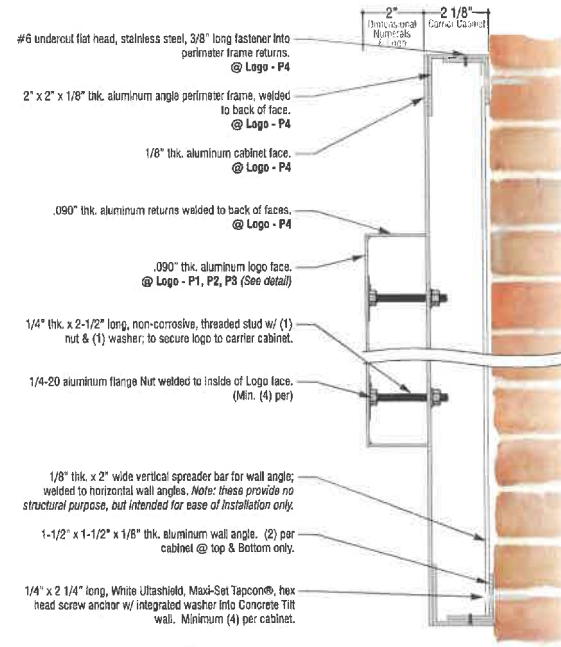 2"
2 1/8"
Dimensional
Numerals
& Logo
Carrier Cabinet
#6 undercut flat head, stainless steel, 3/8" long fastener into
perimeter frame returns.
@ Logo - P4
2" x 2" x 1/8" thk. aluminum angle perimeter frame, welded
to back of face.
@ Logo - P4
1/8" thk. aluminum cabinet face.
@ Logo - P4
.090" thk. aluminum returns welded to back of faces.
@ Logo - P4
.090" thk. aluminum logo face.
@ Logo - P1, P2, P3 (See detail)
1/4" thk. x 2-1/2" long, non-corrosive, threaded stud w/ (1)
nut & (1) washer; to secure logo to carrier cabinet.
1/4-20 aluminum flange Nut welded to inside of Logo face.
(Min. (4) per)
1/8" thk. x 2" wide vertical spreader bar for wall angle;
welded to horizontal wall angles. Note: these provide no
structural purpose, but intended for ease of installation only.
1-1/2" x 1-1/2" x 1/8" thk. aluminum wall angle. (2) per
cabinet @ top & Bottom only.
1/4" x 2 1/4" long, White Ultashield, Maxi-Set Tapcon®, hex
head screw anchor w/ integrated washer into Concrete Tilt
wall. Minimum (4) per cabinet.